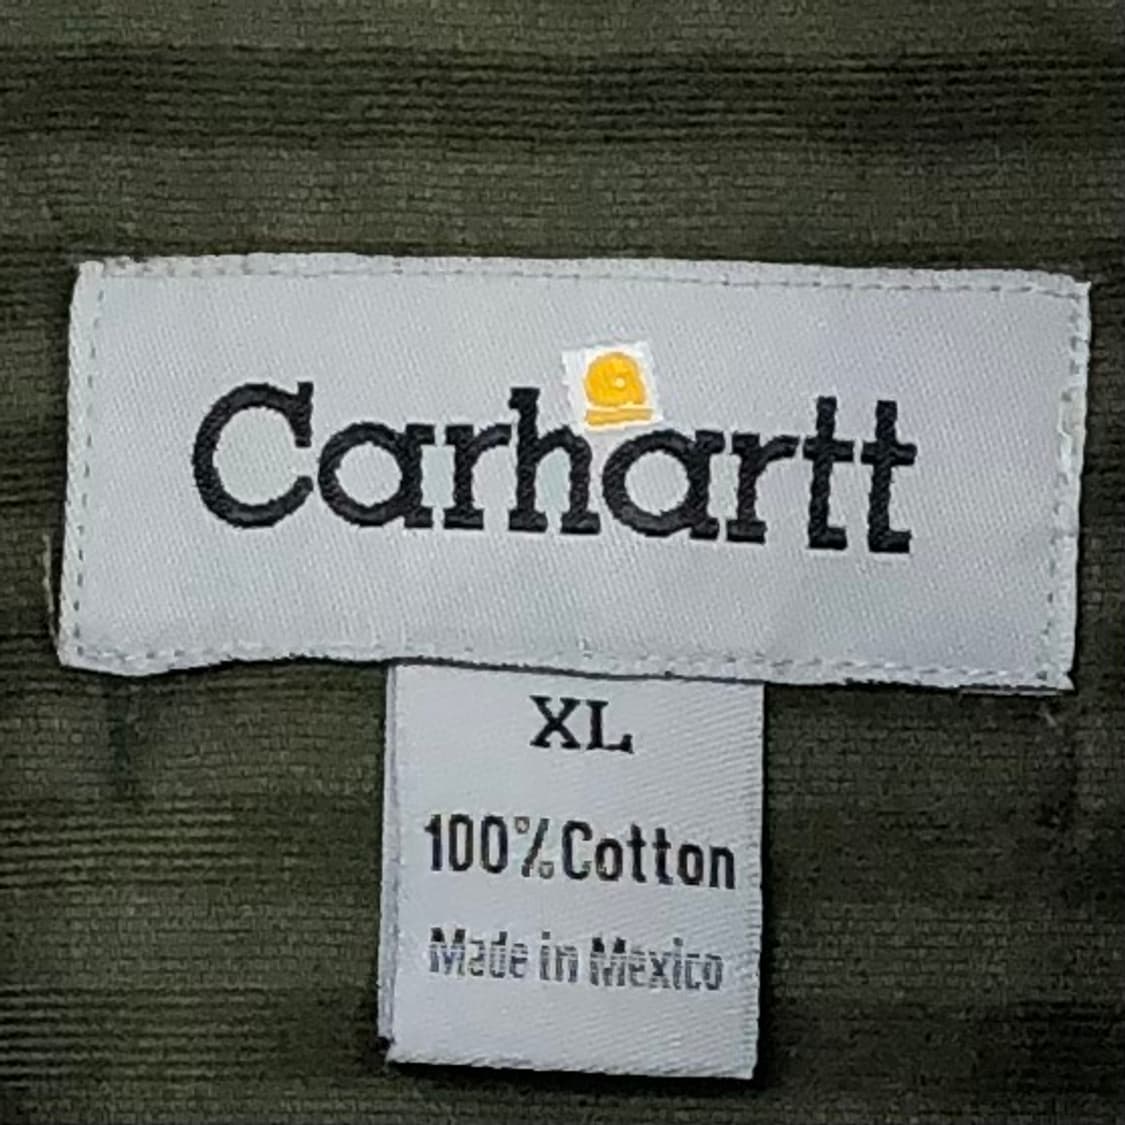 Carhartt
XL
100% Cotton
Made in Mexico